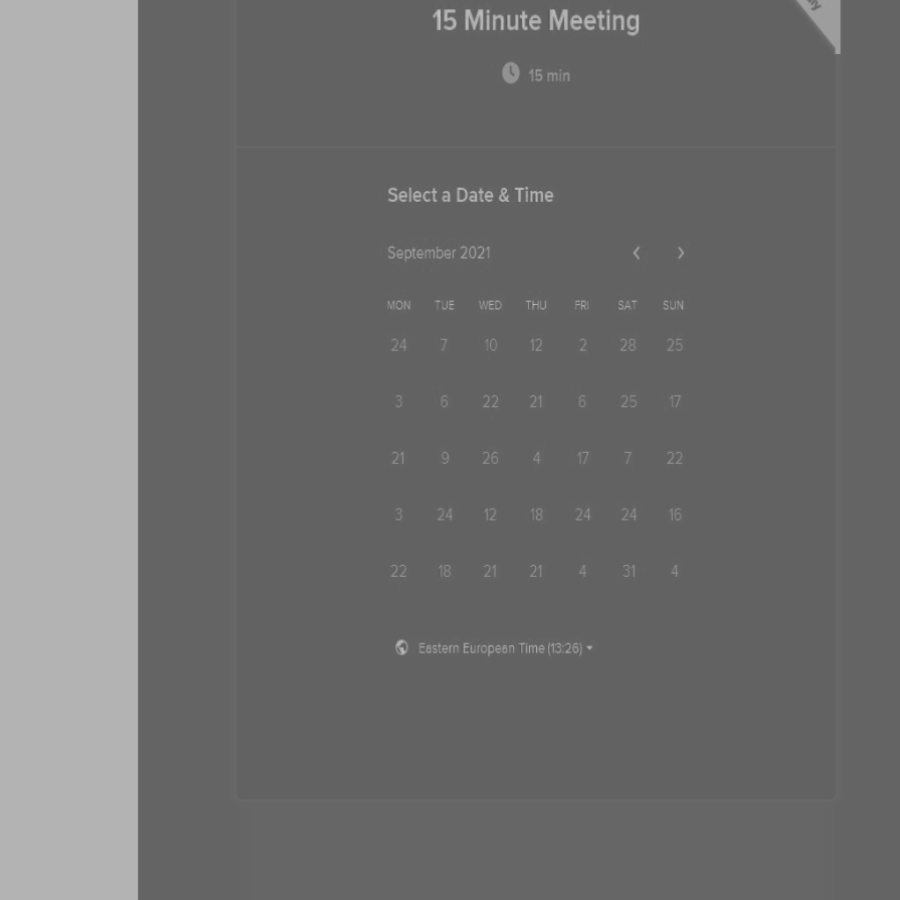 15 Minute Meeting
15 min
Select a Date & Time
September 2021
MON TUE WED THU FRI SAT SUN
24 7 10 12 2 28 25
3 6 22 21 6 25 17
21 9 26 4 17 7 22
3 24 12 18 24 24 16
22 18 21 21 4 31 4
Eastern European Time (13:26)